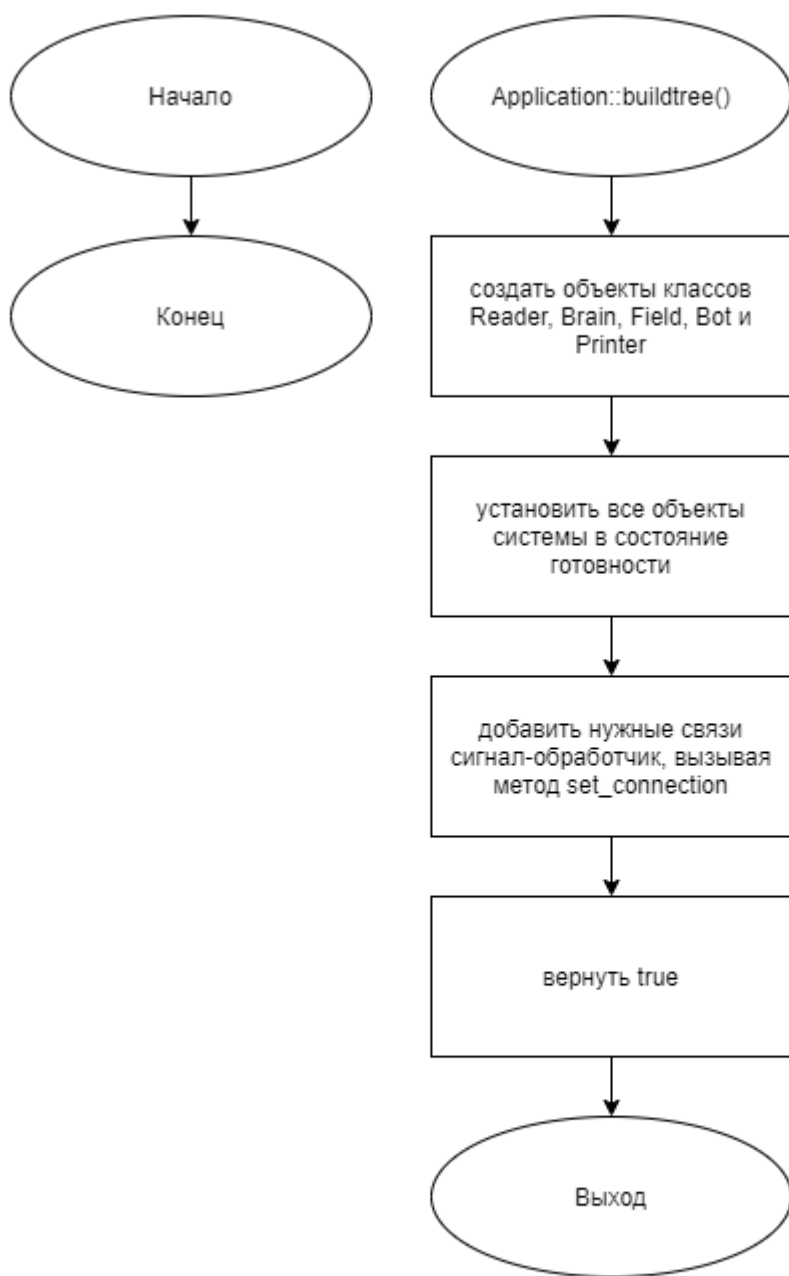 Начало
Конец
Application::buildtree()
создать объекты классов
Reader, Brain, Field, Bot и
Printer
установить все объекты
системы в состояние
готовности
добавить нужные связи
сигнал-обработчик, вызывая
метод set_connection
вернуть true
Выход